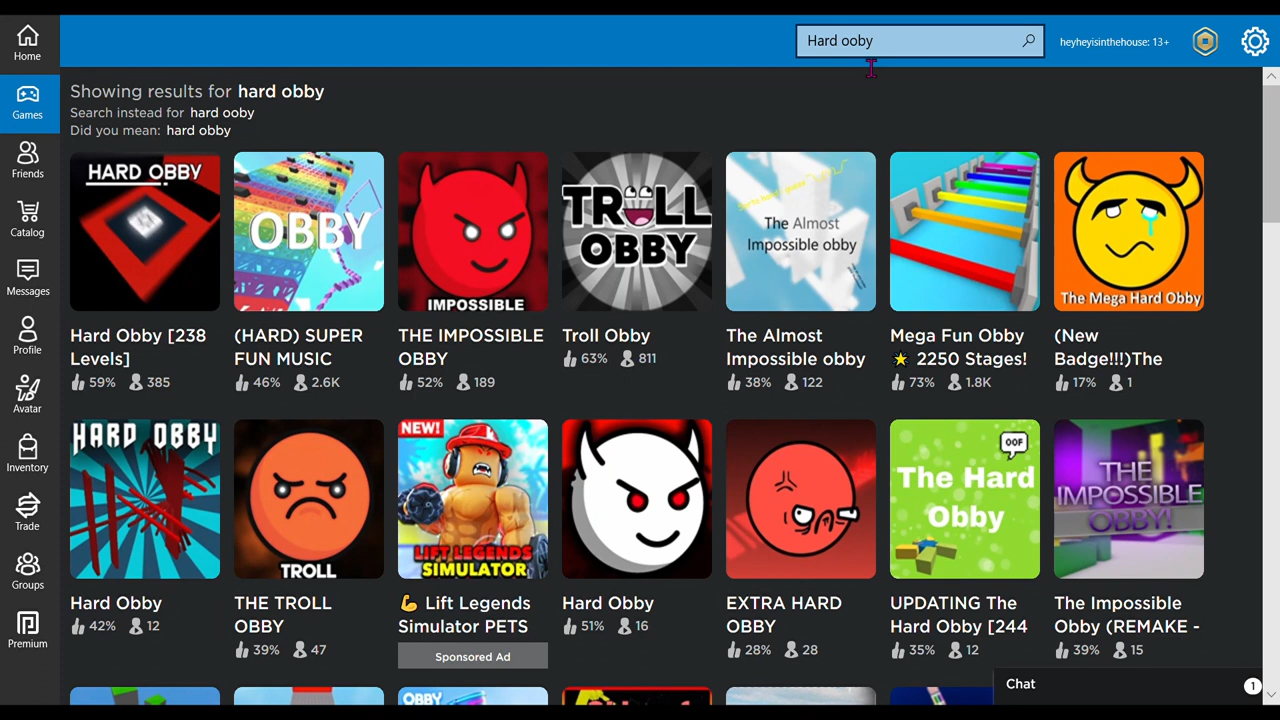 Home
Games
Friends
Catalog
Messages
Profile
Avatar
Inventory
Trade
Groups
Premium
Hard ooby
heyheyisinthehouse: 13+
Showing results for hard obby
Search instead for hard ooby
Did you mean: hard obby
HARD OBBY
OBBY
IMPOSSIBLE
TROLL
OBBY
The Almost
Impossible obby
The Mega Hard Obby
Hard Obby [238
Levels]
59% 385
(HARD) SUPER
FUN MUSIC
46% 2.6K
THE IMPOSSIBLE
OBBY
52% 189
Troll Obby
63% 811
The Almost
Impossible obby
38% 122
Mega Fun Obby
⭐ 2250 Stages!
73% 1.8K
(New
Badge!!!)The
17% 1
HARD OBBY
TROLL
NEW!
LIFT LEGENDS
SIMULATOR
OOF
The Hard
Obby
THE
IMPOSSIBLE
OBBY!
Hard Obby
42% 12
THE TROLL
OBBY
39% 47
💪 Lift Legends
Simulator PETS
Sponsored Ad
Hard Obby
51% 16
EXTRA HARD
OBBY
28% 28
UPDATING The
Hard Obby [244
35% 12
The Impossible
Obby (REMAKE -
39% 15
OBBY
Chat
1